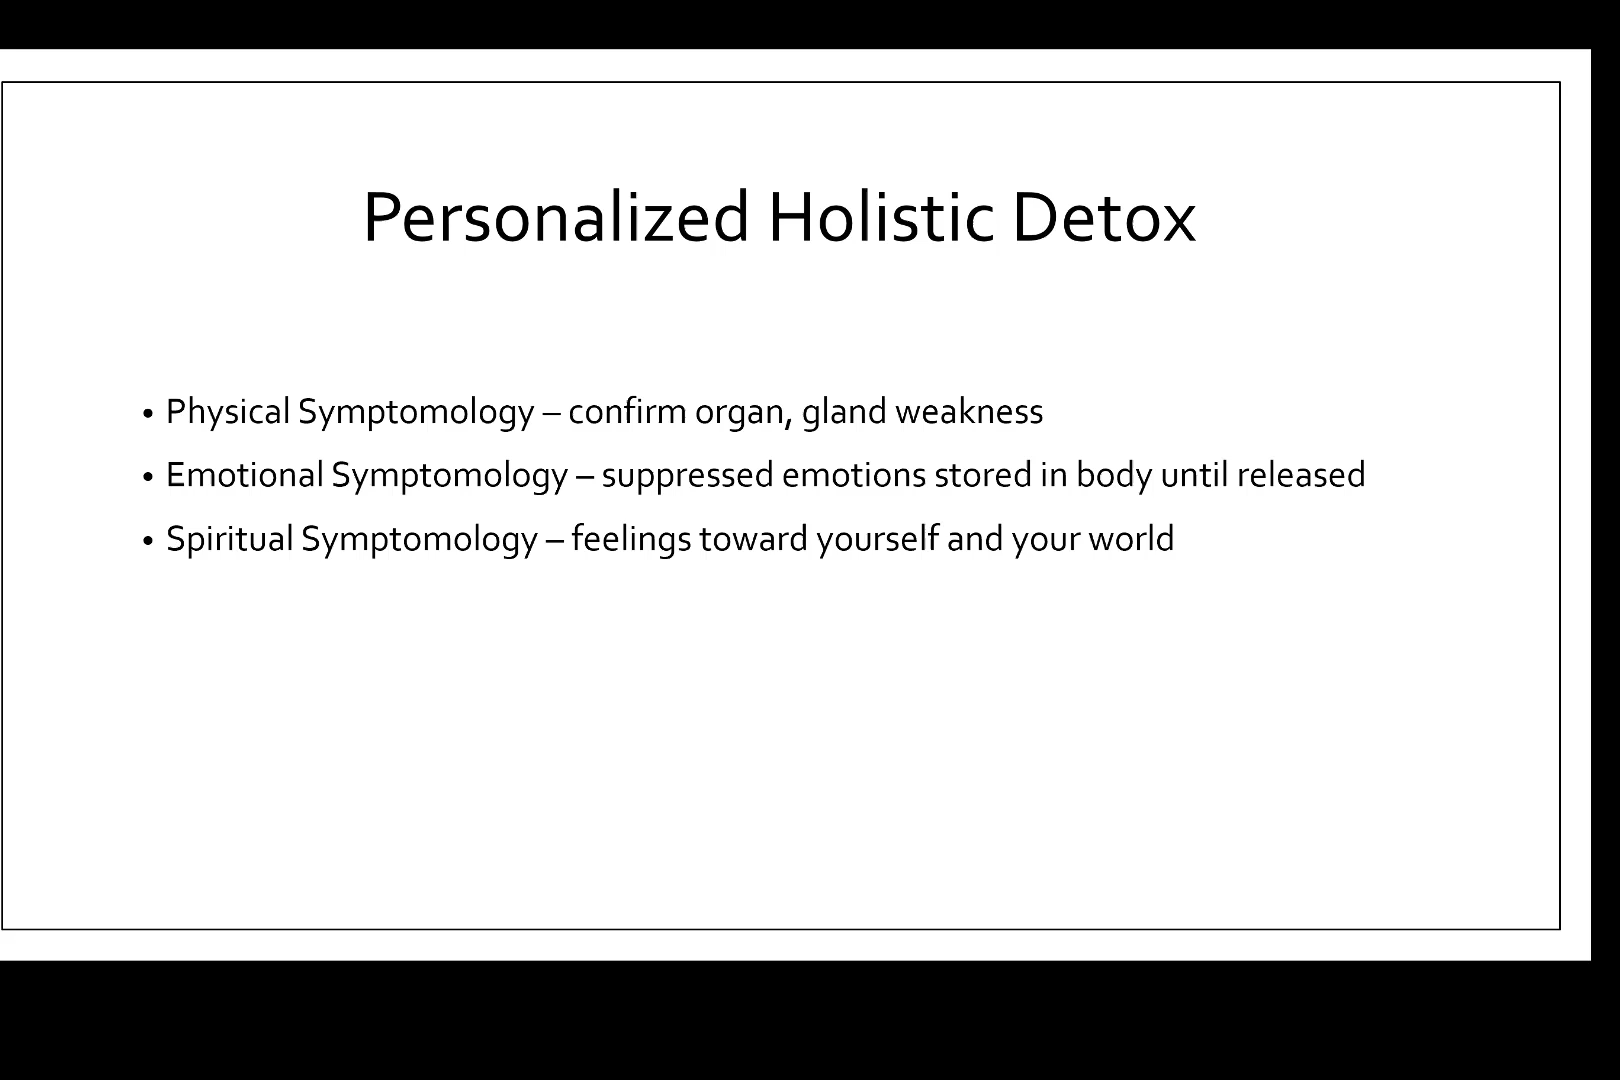 Personalized Holistic Detox
• Physical Symptomology – confirm organ, gland weakness
• Emotional Symptomology – suppressed emotions stored in body until released
• Spiritual Symptomology – feelings toward yourself and your world